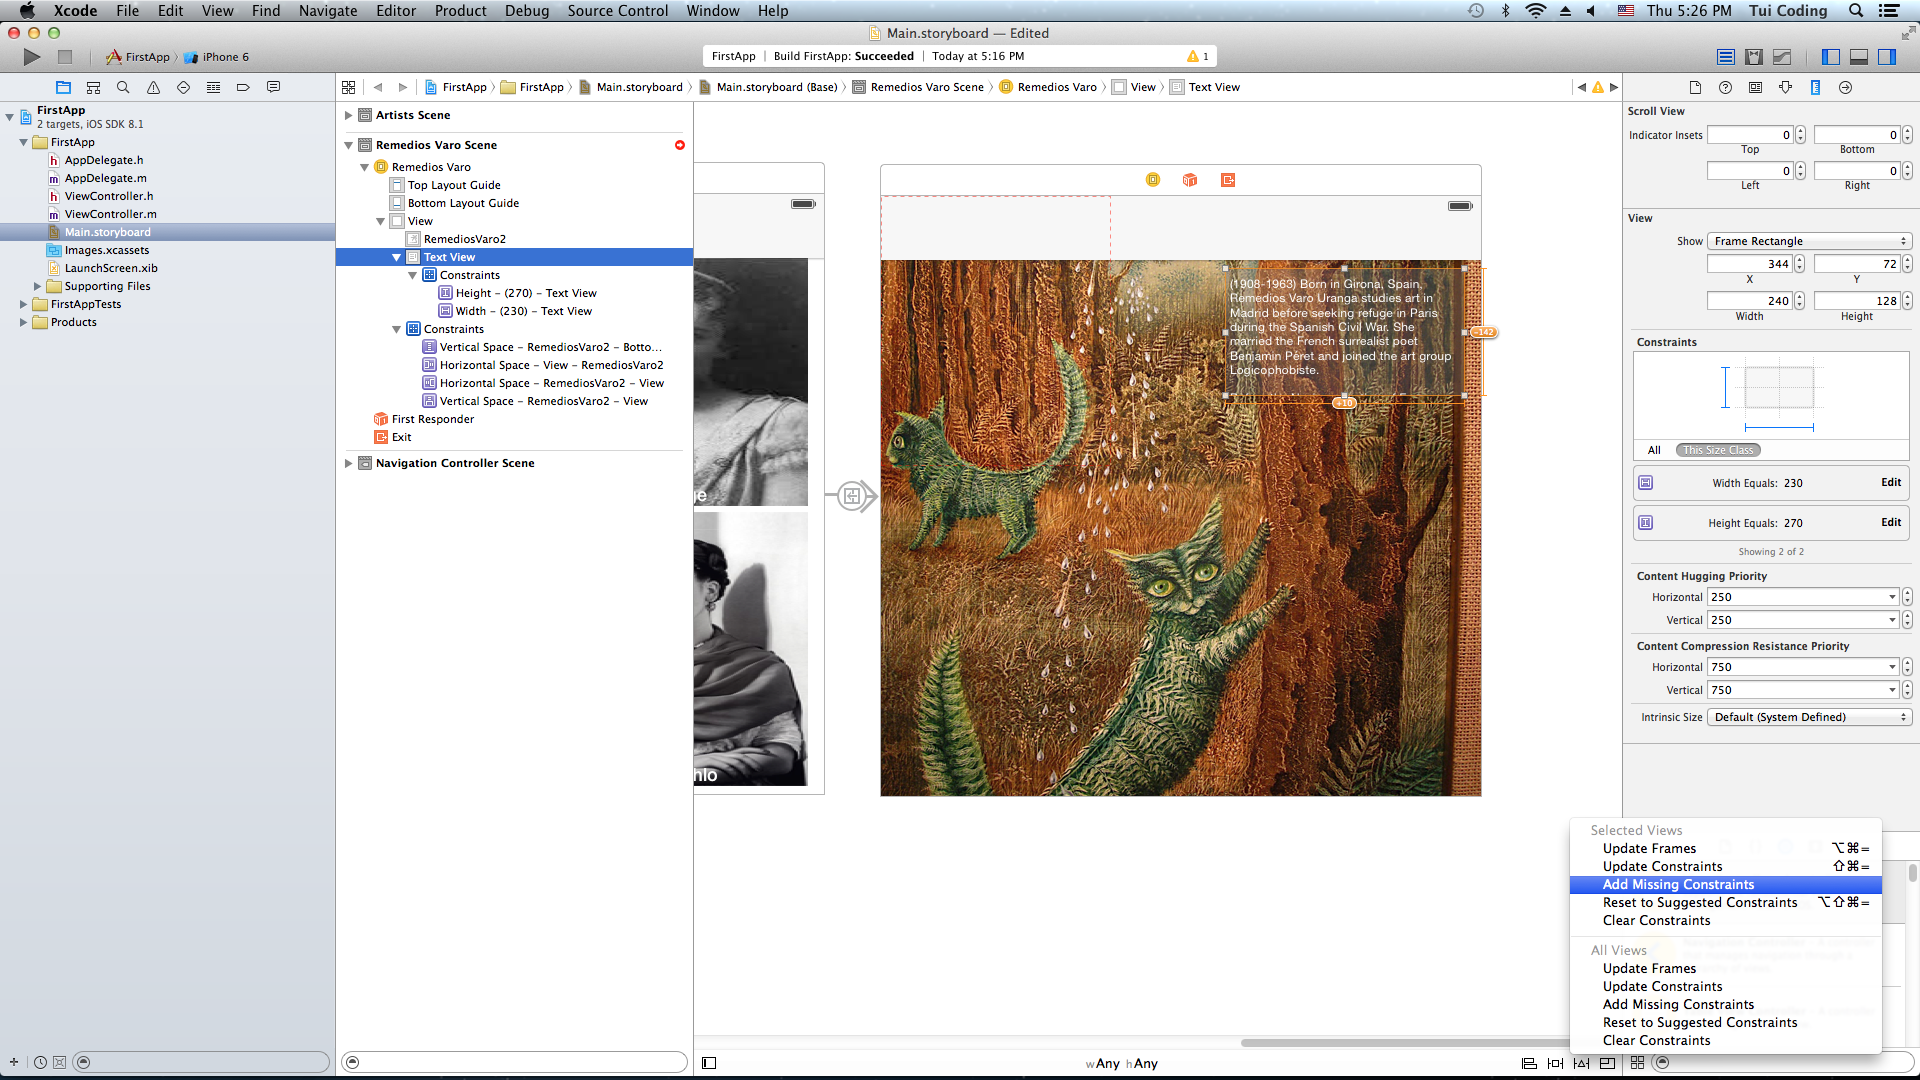 Xcode File Edit View Find Navigate Editor Product Debug Source Control Window Help Thu 5:26 PM Tui Coding
Main.storyboard — Edited
FirstApp iPhone 6
FirstApp | Build FirstApp: Succeeded | Today at 5:16 PM 1
FirstApp
2 targets, iOS SDK 8.1
FirstApp
AppDelegate.h
AppDelegate.m
ViewController.h
ViewController.m
Main.storyboard
Images.xcassets
LaunchScreen.xib
Supporting Files
FirstAppTests
Products
FirstApp FirstApp Main.storyboard Main.storyboard (Base) Remedios Varo Scene Remedios Varo View Text View
Artists Scene
Remedios Varo Scene
Remedios Varo
Top Layout Guide
Bottom Layout Guide
View
RemediosVaro2
Text View
Constraints
Height – (270) – Text View
Width – (230) – Text View
Constraints
Vertical Space – RemediosVaro2 – Botto...
Horizontal Space – View – RemediosVaro2
Horizontal Space – RemediosVaro2 – View
Vertical Space – RemediosVaro2 – View
First Responder
Exit
Navigation Controller Scene
hlo
(1908-1963) Born in Girona, Spain,
Remedios Varo Uranga studies art in
Madrid before seeking refuge in Paris
during the Spanish Civil War. She
married the French surrealist poet
Benjamin Péret and joined the art group
Logicophobiste.
-142
+10
wAny hAny
Scroll View
Indicator Insets 0 0
Top Bottom
0 0
Left Right
View
Show Frame Rectangle
344 72
X Y
240 128
Width Height
Constraints
All This Size Class
Width Equals: 230 Edit
Height Equals: 270 Edit
Showing 2 of 2
Content Hugging Priority
Horizontal 250
Vertical 250
Content Compression Resistance Priority
Horizontal 750
Vertical 750
Intrinsic Size Default (System Defined)
Selected Views
Update Frames ⌥⌘=
Update Constraints ⇧⌘=
Add Missing Constraints
Reset to Suggested Constraints ⌥⇧⌘=
Clear Constraints
All Views
Update Frames
Update Constraints
Add Missing Constraints
Reset to Suggested Constraints
Clear Constraints